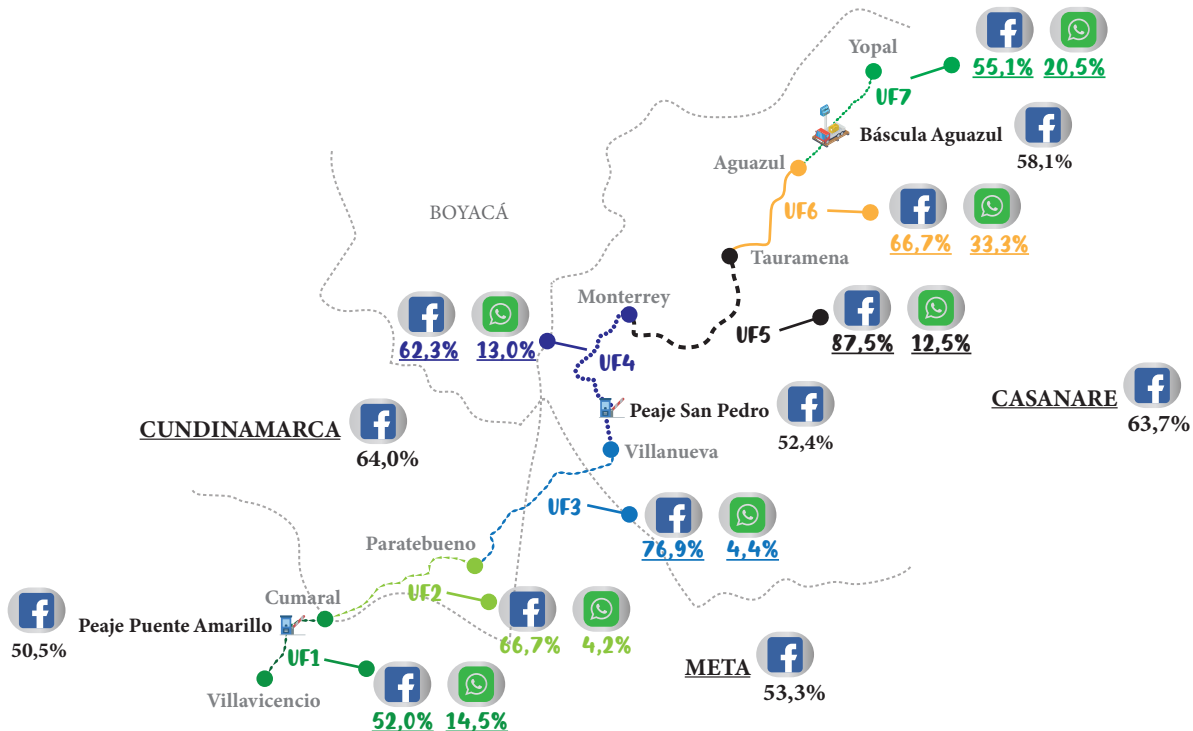 Yopal
55,1% 20,5%
UF7
Báscula Aguazul
58,1%
Aguazul
BOYACÁ
UF6
66,7% 33,3%
Tauramena
Monterrey
UF5
87,5% 12,5%
62,3% 13,0%
UF4
CASANARE
63,7%
Peaje San Pedro
52,4%
CUNDINAMARCA
64,0%
Villanueva
UF3
76,9% 4,4%
Paratebueno
UF2
66,7% 4,2%
Cumaral
Peaje Puente Amarillo
50,5%
UF1
META
53,3%
Villavicencio
52,0% 14,5%